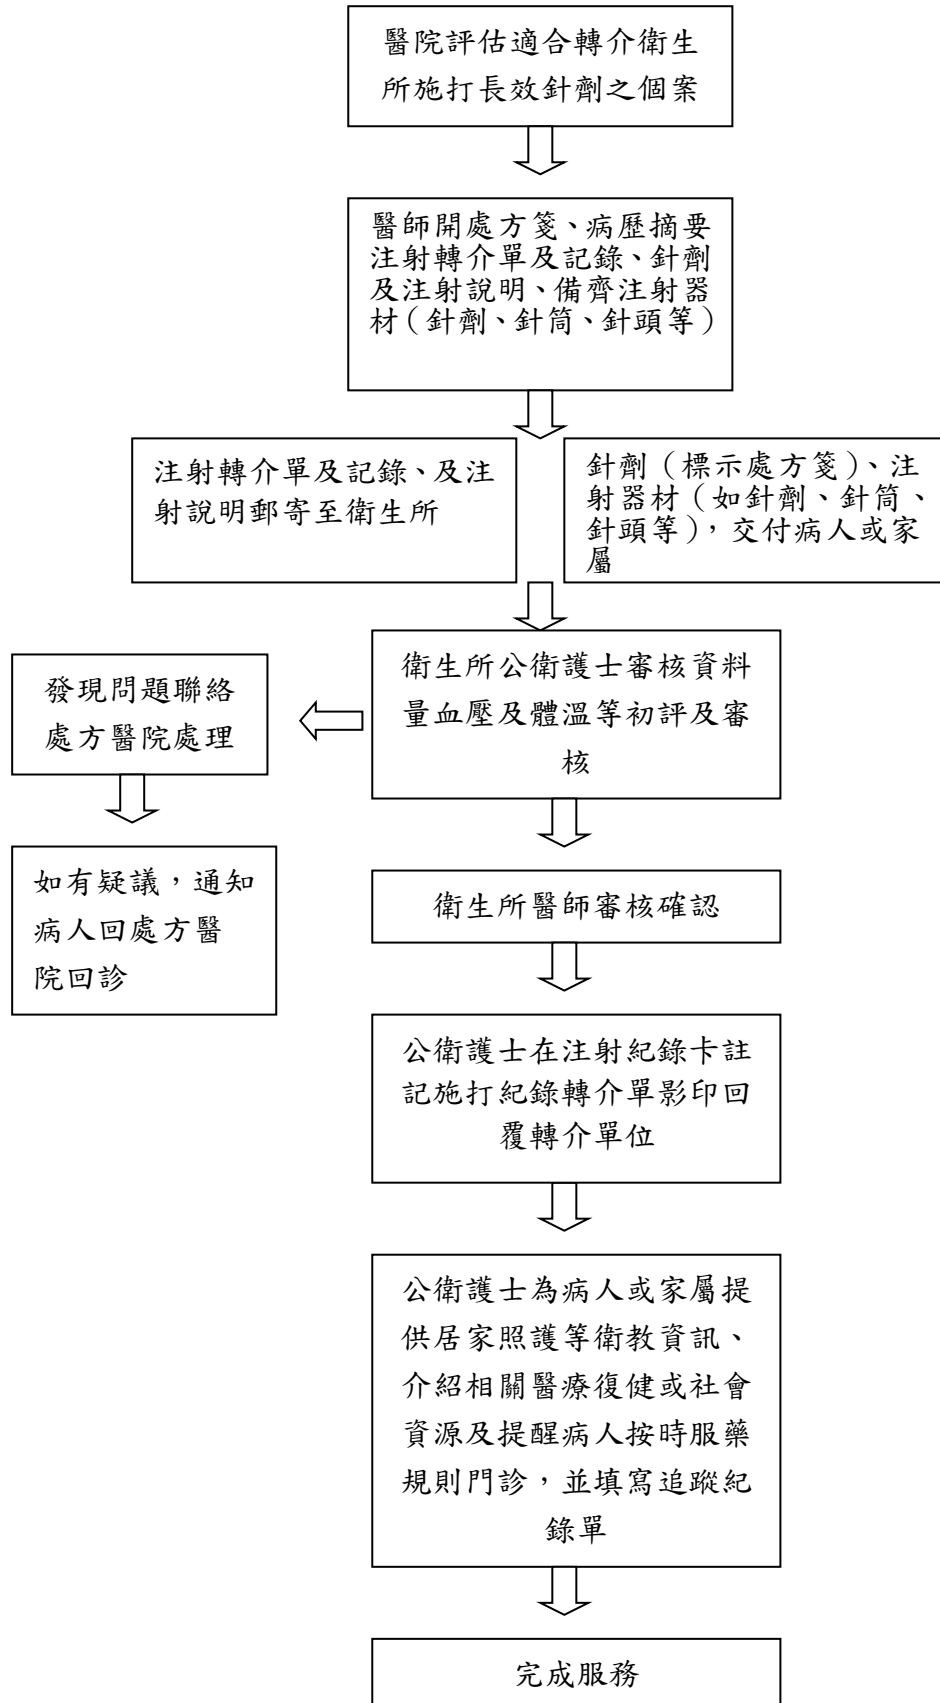 醫院評估適合轉介衛生
所施打長效針劑之個案
醫師開處方箋、病歷摘要
注射轉介單及記錄、針劑
及注射說明、備齊注射器
材（針劑、針筒、針頭等）
注射轉介單及記錄、及注
射說明郵寄至衛生所
針劑（標示處方箋）、注
射器材（如針劑、針筒、
針頭等），交付病人或家
屬
衛生所公衛護士審核資料
量血壓及體溫等初評及審
核
發現問題聯絡
處方醫院處理
如有疑議，通知
病人回處方醫
院回診
衛生所醫師審核確認
公衛護士在注射紀錄卡註
記施打紀錄轉介單影印回
覆轉介單位
公衛護士為病人或家屬提
供居家照護等衛教資訊、
介紹相關醫療復健或社會
資源及提醒病人按時服藥
規則門診，並填寫追蹤紀
錄單
完成服務